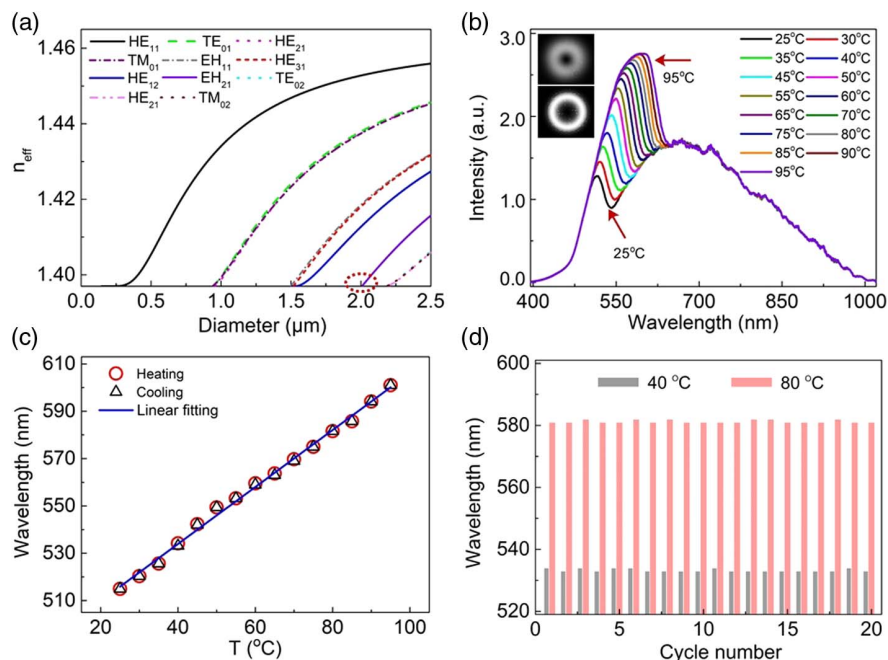 (a)
1.46
1.44
1.42
1.40
n_eff
HE₁₁ TE₀₁ HE₂₁
TM₀₁ EH₁₁ HE₃₁
HE₁₂ EH₂₁ TE₀₂
HE₂₁ TM₀₂
0.0 0.5 1.0 1.5 2.0 2.5
Diameter (μm)
(b)
3.0
2.0
1.0
0.0
Intensity (a.u.)
95°C
25°C
25°C 30°C
35°C 40°C
45°C 50°C
55°C 60°C
65°C 70°C
75°C 80°C
85°C 90°C
95°C
400 550 700 850 1000
Wavelength (nm)
(c)
610
590
570
550
530
510
Wavelength (nm)
Heating
Cooling
Linear fitting
20 40 60 80 100
T (°C)
(d)
600
580
560
540
520
Wavelength (nm)
40 °C 80 °C
0 5 10 15 20
Cycle number